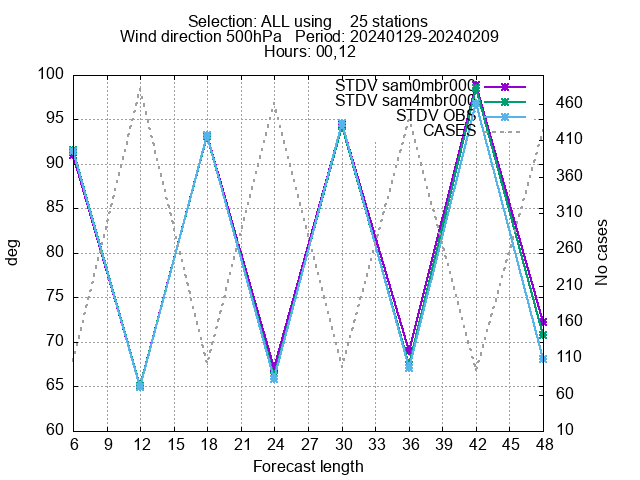 Selection: ALL using    25 stations
Wind direction 500hPa   Period: 20240129-20240209
Hours: 00,12
STDV sam0mbr000
STDV sam4mbr000
STDV OBS
CASES
100
95
90
85
80
75
70
65
60
deg
460
410
360
310
260
210
160
110
60
10
No cases
6 9 12 15 18 21 24 27 30 33 36 39 42 45 48
Forecast length